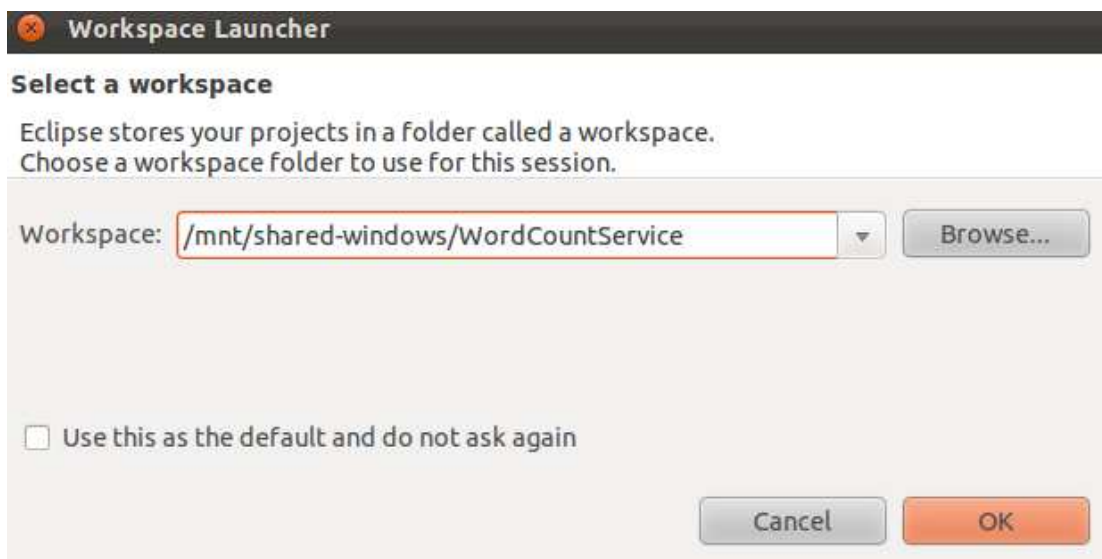 Workspace Launcher
Select a workspace
Eclipse stores your projects in a folder called a workspace.
Choose a workspace folder to use for this session.
Workspace: /mnt/shared-windows/WordCountService Browse...
Use this as the default and do not ask again
Cancel OK